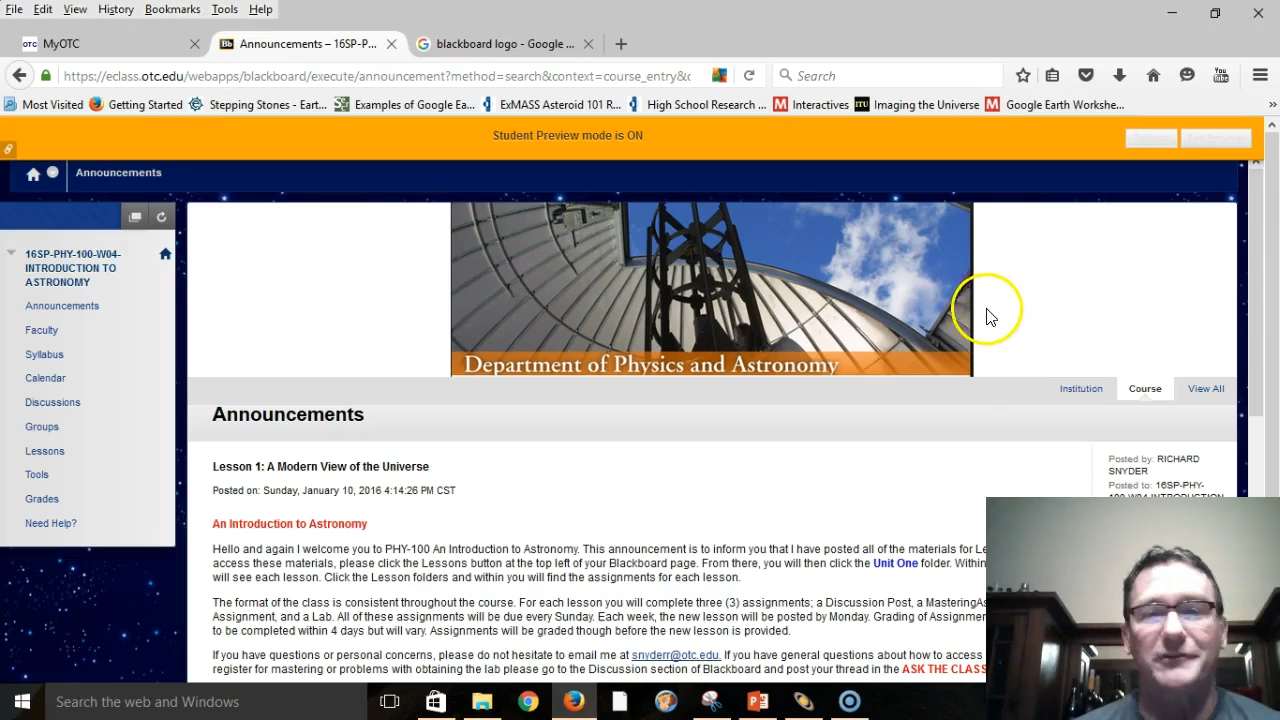 File Edit View History Bookmarks Tools Help
OTC MyOTC × Bb Announcements – 16SP-P... × G blackboard logo - Google ... × +
https://eclass.otc.edu/webapps/blackboard/execute/announcement?method=search&context=course_entry&c Search You Tube
Most Visited Getting Started Stepping Stones - Eart... Examples of Google Ea... ExMASS Asteroid 101 R... High School Research ... M Interactives ITU Imaging the Universe M Google Earth Workshe... »
Student Preview mode is ON
Announcements
16SP-PHY-100-W04-
INTRODUCTION TO
ASTRONOMY
Announcements
Faculty
Syllabus
Calendar
Discussions
Groups
Lessons
Tools
Grades
Need Help?
Department of Physics and Astronomy
Institution Course View All
Announcements
Lesson 1: A Modern View of the Universe
Posted on: Sunday, January 10, 2016 4:14:26 PM CST
Posted by: RICHARD
SNYDER
Posted to: 16SP-PHY-
100-W04 INTRODUCTION
An Introduction to Astronomy
Hello and again I welcome you to PHY-100 An Introduction to Astronomy. This announcement is to inform you that I have posted all of the materials for Le
access these materials, please click the Lessons button at the top left of your Blackboard page. From there, you will then click the Unit One folder. Within
will see each lesson. Click the Lesson folders and within you will find the assignments for each lesson.
The format of the class is consistent throughout the course. For each lesson you will complete three (3) assignments; a Discussion Post, a MasteringAs
Assignment, and a Lab. All of these assignments will be due every Sunday. Each week, the new lesson will be posted by Monday. Grading of Assignm
to be completed within 4 days but will vary. Assignments will be graded though before the new lesson is provided.
If you have questions or personal concerns, please do not hesitate to email me at snyderr@otc.edu. If you have general questions about how to access
register for mastering or problems with obtaining the lab please go to the Discussion section of Blackboard and post your thread in the ASK THE CLASS
Search the web and Windows